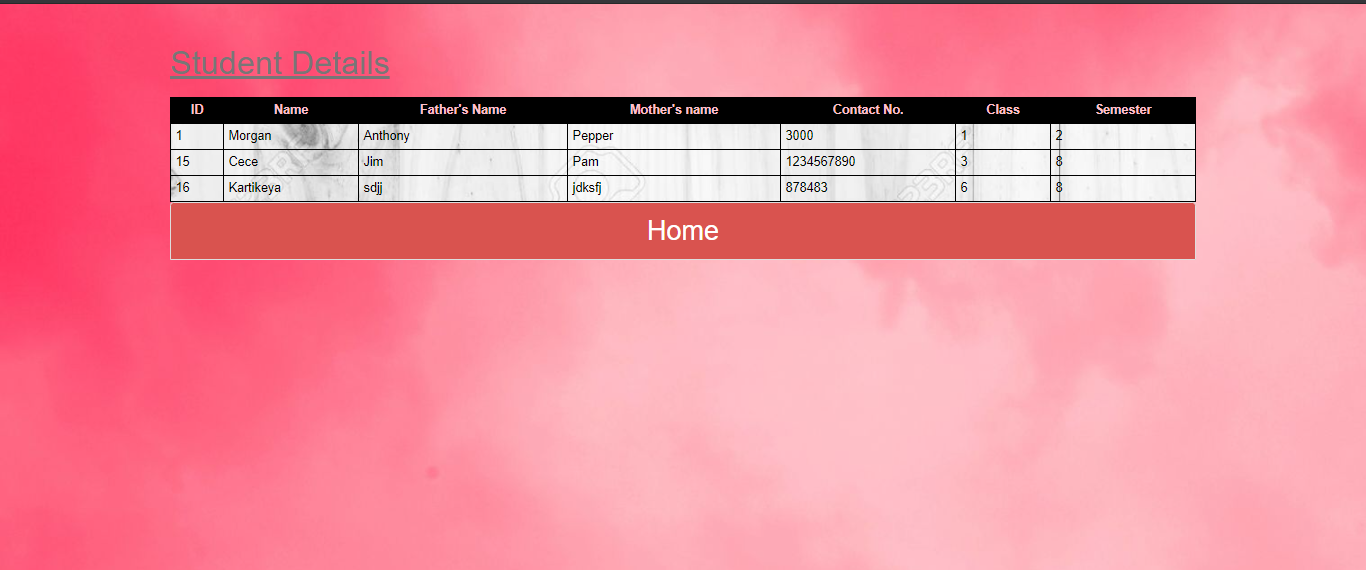 Student Details
ID Name Father's Name Mother's name Contact No. Class Semester
1 Morgan Anthony Pepper 3000 1 2
15 Cece Jim Pam 1234567890 3 8
16 Kartikeya sdjj jdksfj 878483 6 8
Home